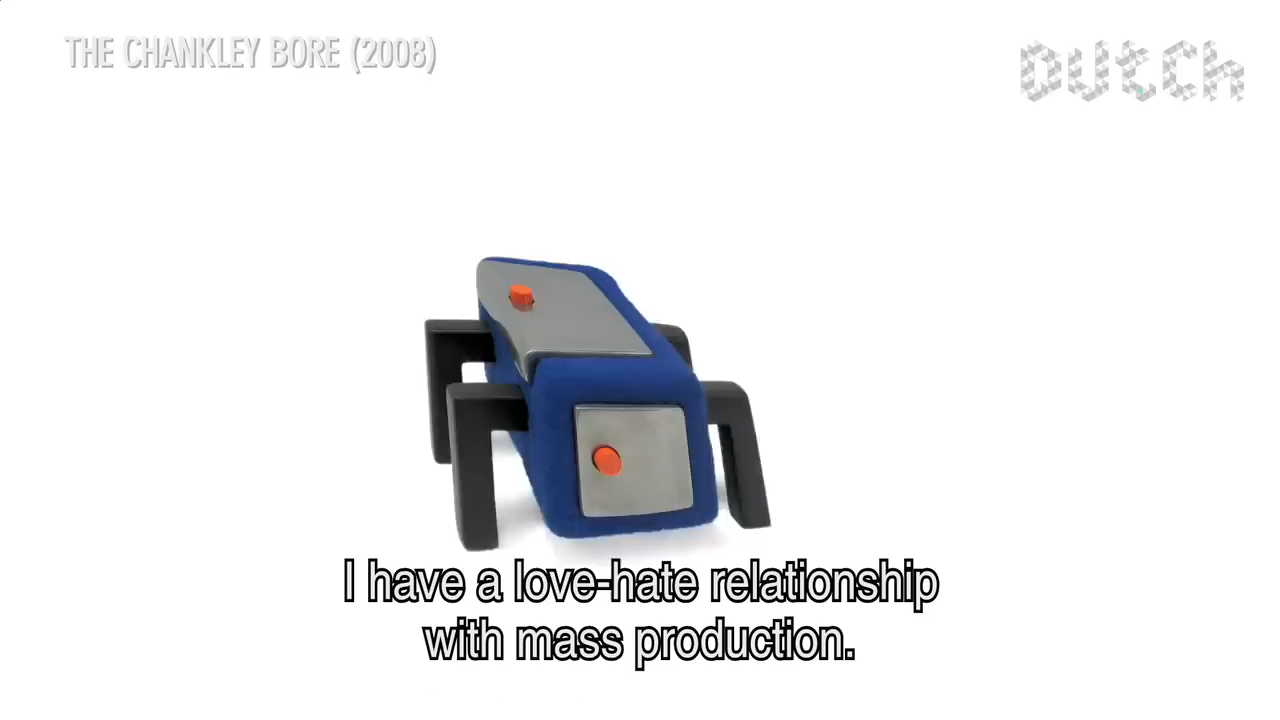 THE CHANKLEY BORE (2008)
DUtCh
I have a love-hate relationship
with mass production.